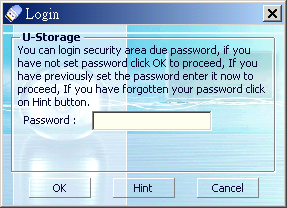 Login
U-Storage
You can login security area due password, if you
have not set password click OK to proceed, If you
have previously set the password enter it now to
proceed, If you have forgotten your password click
on Hint button.
Password :
OK Hint Cancel